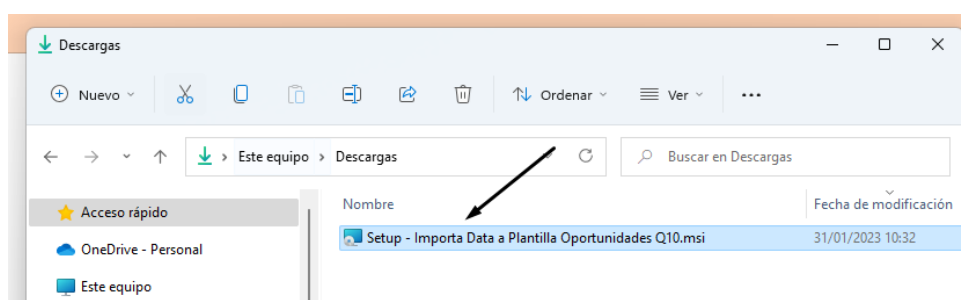 Descargas
Nuevo
Ordenar
Ver
Este equipo
Descargas
Buscar en Descargas
Acceso rápido
Nombre
Fecha de modificación
Setup - Importa Data a Plantilla Oportunidades Q10.msi
31/01/2023 10:32
OneDrive - Personal
Este equipo